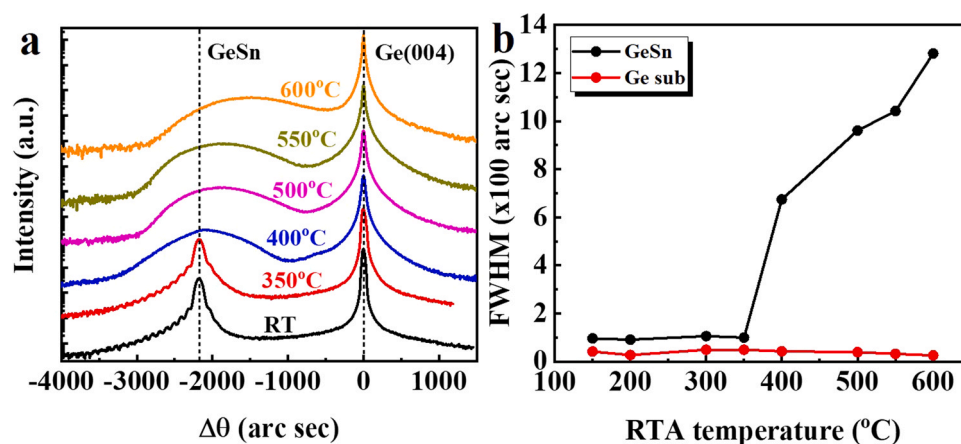 a
GeSn
Ge(004)
600°C
550°C
500°C
400°C
350°C
RT
Intensity (a.u.)
-4000 -3000 -2000 -1000 0 1000
Δθ (arc sec)
b
GeSn
Ge sub
14
12
10
8
6
4
2
0
FWHM (x100 arc sec)
100 200 300 400 500 600
RTA temperature (°C)